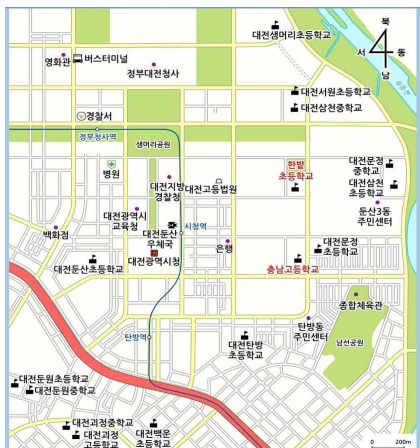 대전샘머리초등학교
북
서
동
남
유등천
영화관
버스터미널
정부대전청사
대전서원초등학교
대전삼천중학교
경찰서
정부청사역
샘머리공원
병원
대전지방
경찰청
대전고등법원
한밭
초등학교
대전문정
중학교
대전삼천
초등학교
둔산3동
주민센터
대전광역시
교육청
백화점
대전둔산
우체국
시청역
은행
대전문정
초등학교
대전둔산초등학교
대전광역시청
충남고등학교
종합체육관
탄방역
대전탄방
초등학교
탄방동
주민센터
남선공원
대전둔원초등학교
대전둔원중학교
대전괴정중학교
대전괴정
고등학교
대전백운
초등학교
0
200m